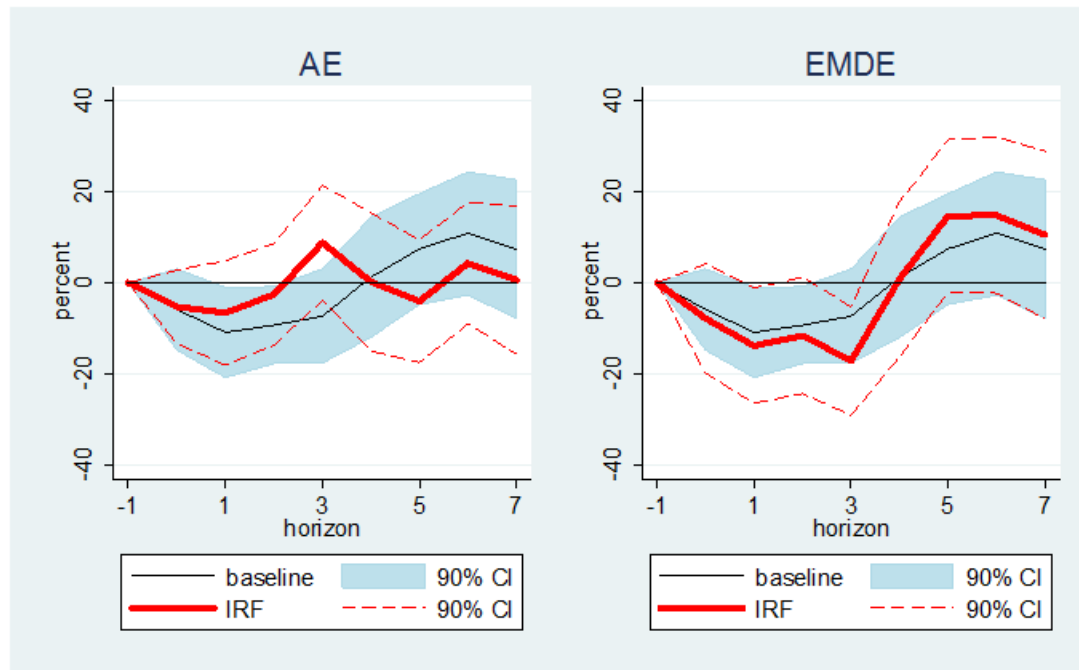 AE
40
20
0
-20
-40
percent
-1 1 3 5 7
horizon
baseline 90% CI
IRF 90% CI
EMDE
40
20
0
-20
-40
percent
-1 1 3 5 7
horizon
baseline 90% CI
IRF 90% CI